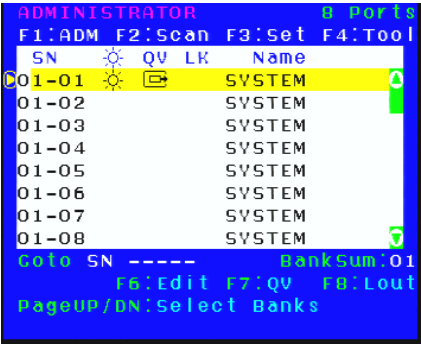 ADMINISTRATOR 8 Ports
F1:ADM F2:Scan F3:Set F4:Tool
SN QV LK Name
01-01 SYSTEM
01-02 SYSTEM
01-03 SYSTEM
01-04 SYSTEM
01-05 SYSTEM
01-06 SYSTEM
01-07 SYSTEM
01-08 SYSTEM
Goto SN ----- BankSum:01
F6:Edit F7:QV F8:Lout
PageUP/DN:Select Banks